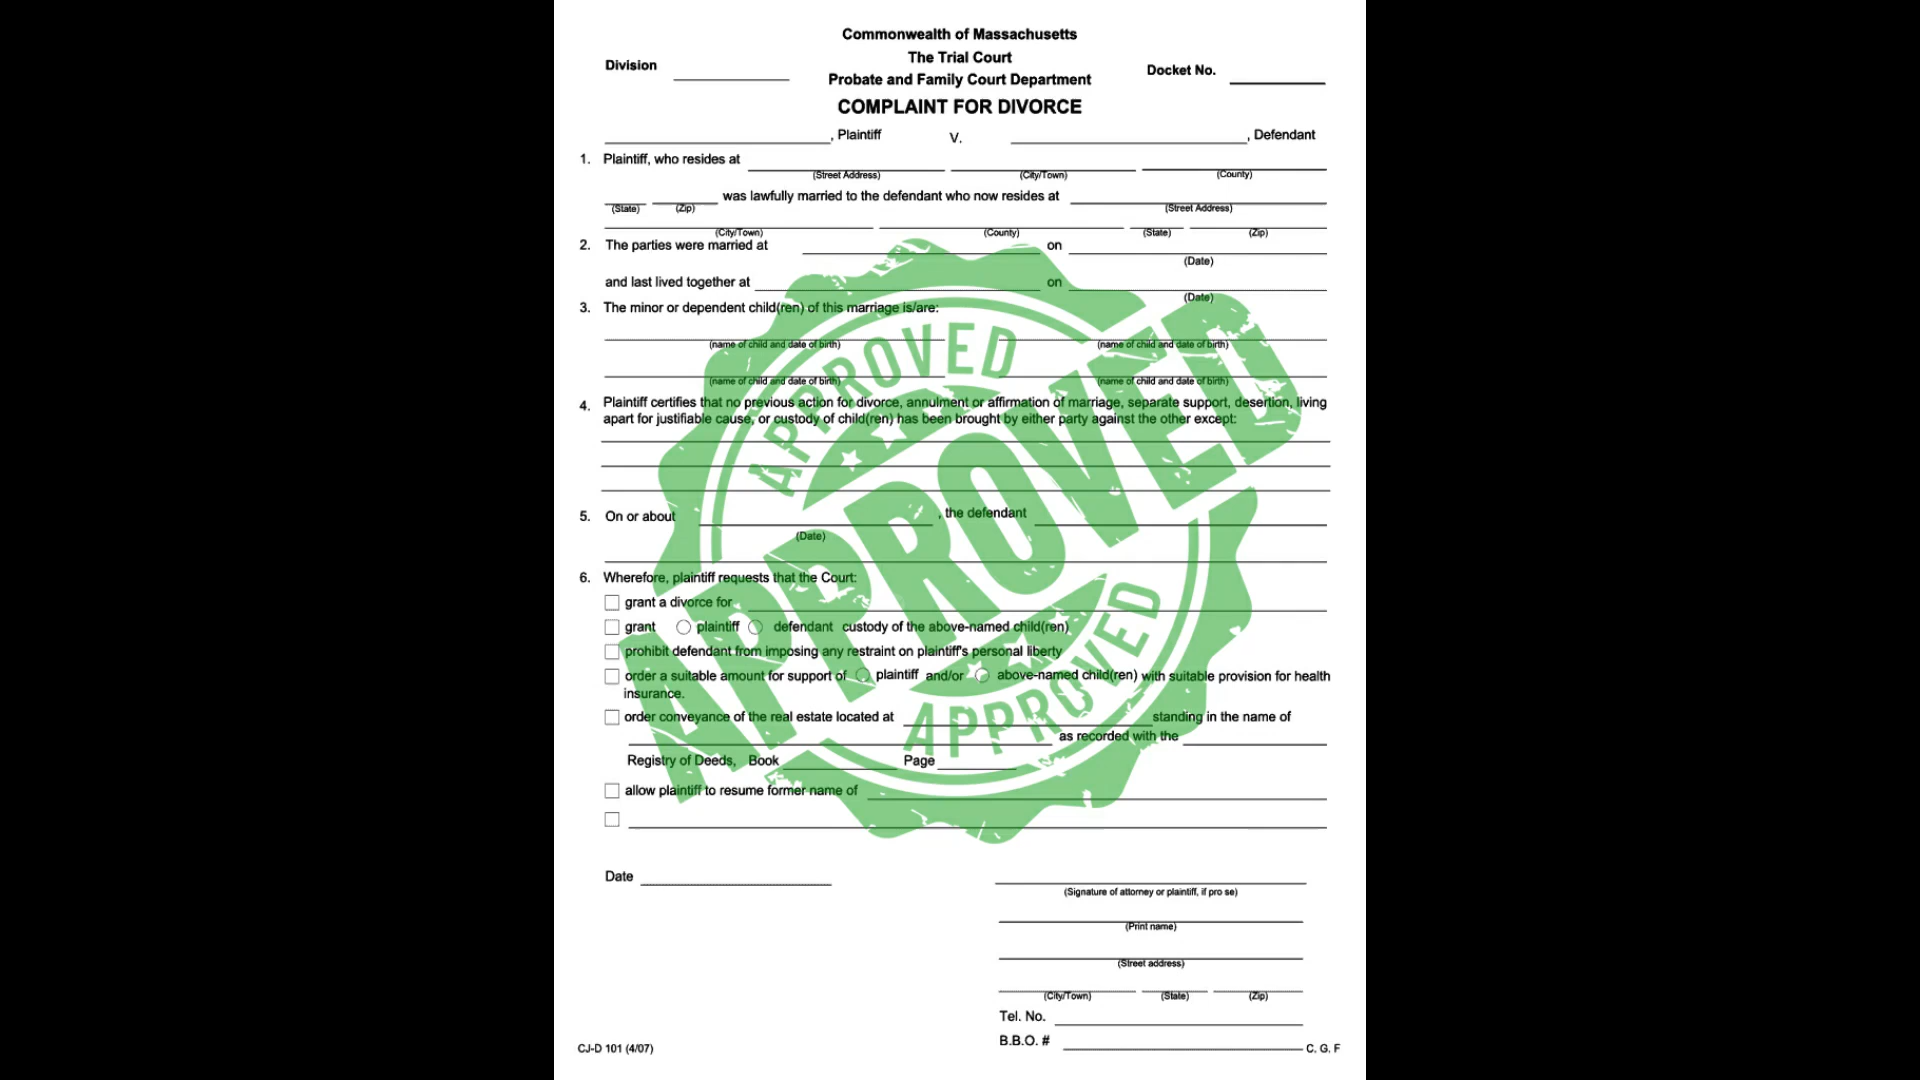 Commonwealth of Massachusetts
The Trial Court
Division
Docket No.
Probate and Family Court Department
COMPLAINT FOR DIVORCE
, Plaintiff V. , Defendant
1. Plaintiff, who resides at
(Street Address) (City/Town) (County)
was lawfully married to the defendant who now resides at
(State) (Zip) (Street Address)
(City/Town) (County) (State) (Zip)
2. The parties were married at on
(Date)
and last lived together at on
(Date)
3. The minor or dependent child(ren) of this marriage is/are:
(name of child and date of birth) (name of child and date of birth)
(name of child and date of birth) (name of child and date of birth)
4. Plaintiff certifies that no previous action for divorce, annulment or affirmation of marriage, separate support, desertion, living
apart for justifiable cause, or custody of child(ren) has been brought by either party against the other except:
5. On or about , the defendant
(Date)
6. Wherefore, plaintiff requests that the Court:
grant a divorce for
grant plaintiff defendant custody of the above-named child(ren)
prohibit defendant from imposing any restraint on plaintiff's personal liberty
order a suitable amount for support of plaintiff and/or above-named child(ren) with suitable provision for health
insurance.
order conveyance of the real estate located at standing in the name of
as recorded with the
Registry of Deeds, Book Page
allow plaintiff to resume former name of
Date
(Signature of attorney or plaintiff, if pro se)
(Print name)
(Street address)
(City/Town) (State) (Zip)
Tel. No.
B.B.O. #
CJ-D 101 (4/07) C. G. F
APPROVED
APPROVED
APPROVED